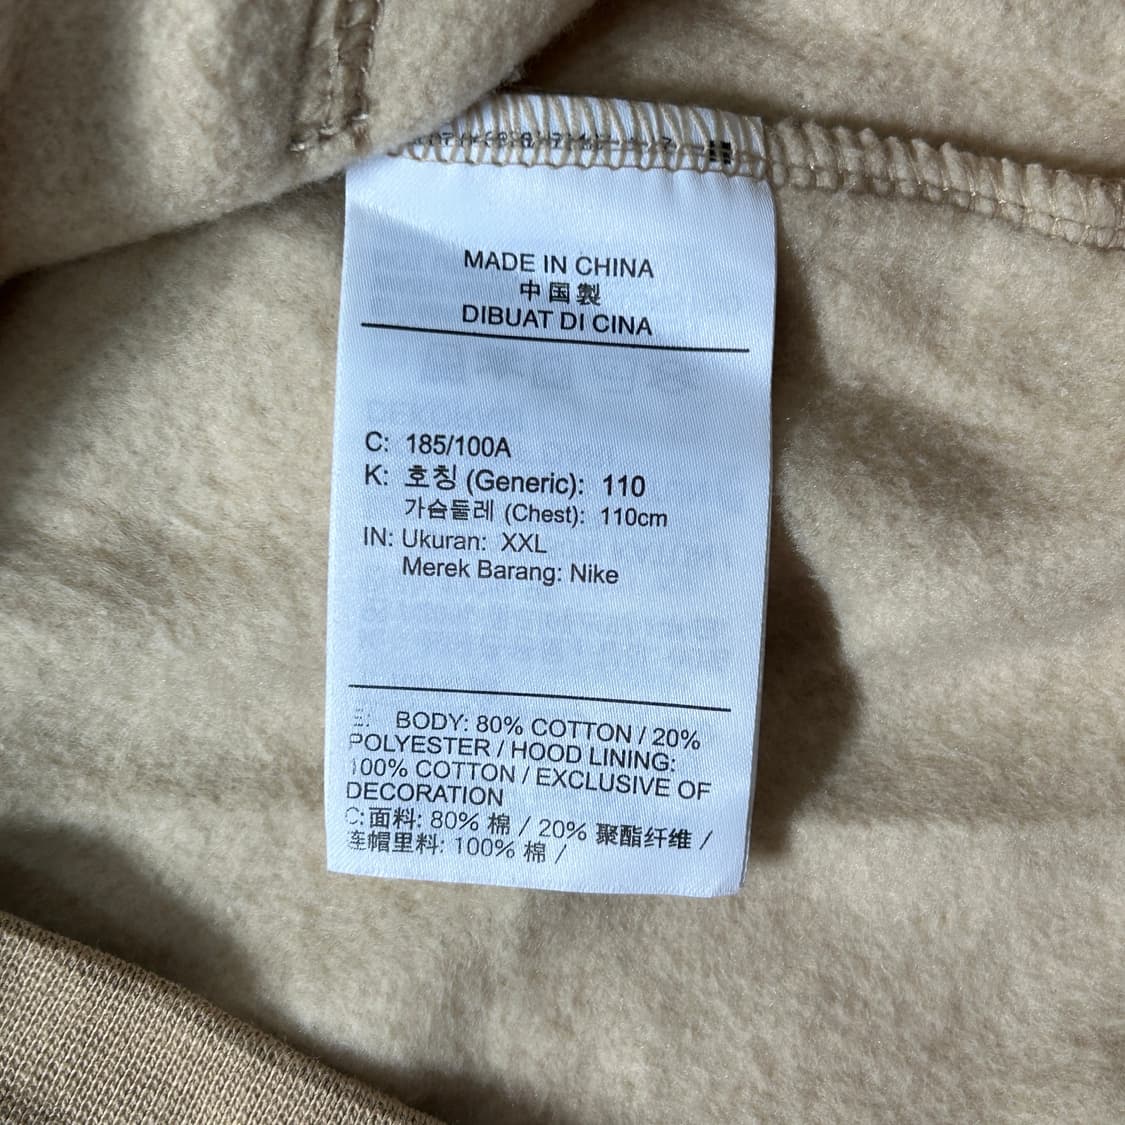 MADE IN CHINA
中国製
DIBUAT DI CINA
C: 185/100A
K: 호칭 (Generic): 110
가슴둘레 (Chest): 110cm
IN: Ukuran: XXL
Merek Barang: Nike
BODY: 80% COTTON / 20%
POLYESTER / HOOD LINING:
100% COTTON / EXCLUSIVE OF
DECORATION
C:面料: 80% 棉 / 20% 聚酯纤维 /
连帽里料: 100% 棉 /